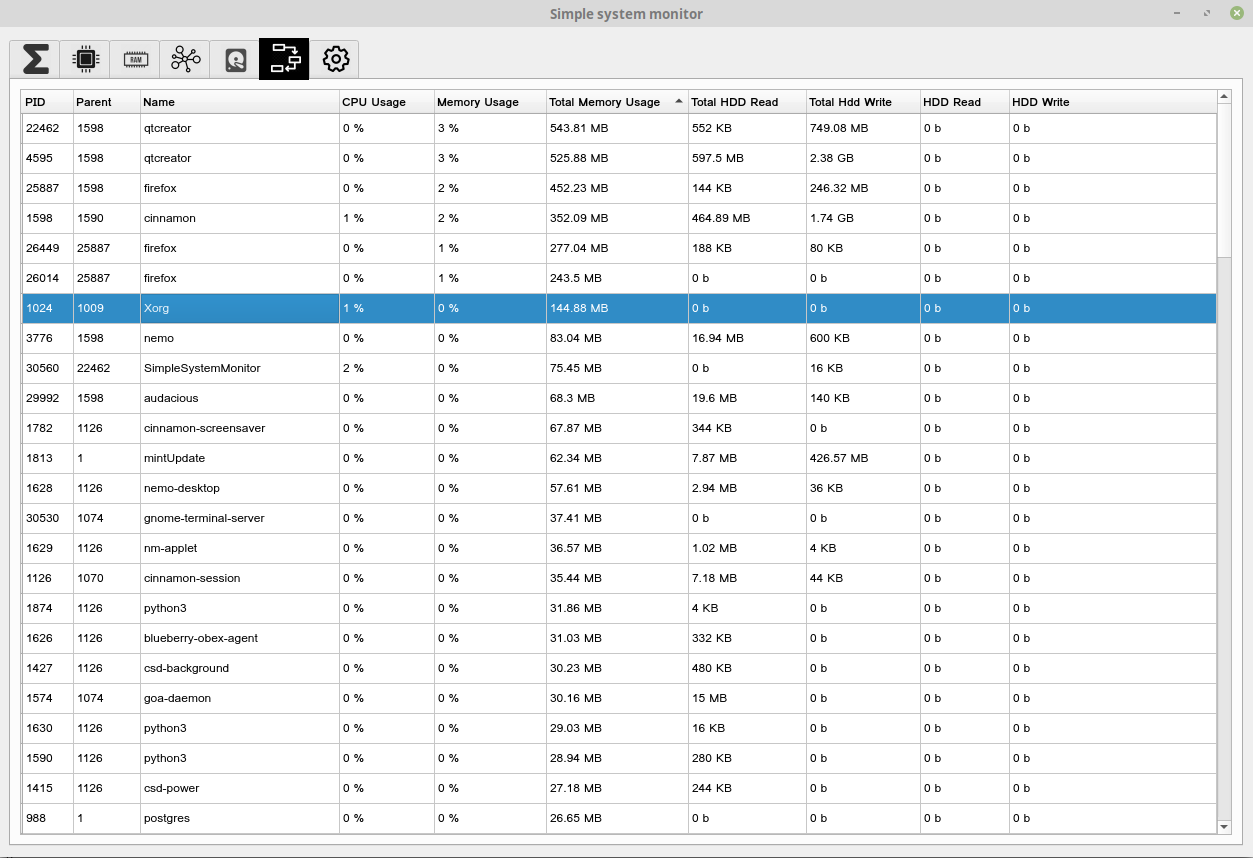 Simple system monitor
RAM
PID Parent Name CPU Usage Memory Usage Total Memory Usage Total HDD Read Total Hdd Write HDD Read HDD Write
22462 1598 qtcreator 0 % 3 % 543.81 MB 552 KB 749.08 MB 0 b 0 b
4595 1598 qtcreator 0 % 3 % 525.88 MB 597.5 MB 2.38 GB 0 b 0 b
25887 1598 firefox 0 % 2 % 452.23 MB 144 KB 246.32 MB 0 b 0 b
1598 1590 cinnamon 1 % 2 % 352.09 MB 464.89 MB 1.74 GB 0 b 0 b
26449 25887 firefox 0 % 1 % 277.04 MB 188 KB 80 KB 0 b 0 b
26014 25887 firefox 0 % 1 % 243.5 MB 0 b 0 b 0 b 0 b
1024 1009 Xorg 1 % 0 % 144.88 MB 0 b 0 b 0 b 0 b
3776 1598 nemo 0 % 0 % 83.04 MB 16.94 MB 600 KB 0 b 0 b
30560 22462 SimpleSystemMonitor 2 % 0 % 75.45 MB 0 b 16 KB 0 b 0 b
29992 1598 audacious 0 % 0 % 68.3 MB 19.6 MB 140 KB 0 b 0 b
1782 1126 cinnamon-screensaver 0 % 0 % 67.87 MB 344 KB 0 b 0 b 0 b
1813 1 mintUpdate 0 % 0 % 62.34 MB 7.87 MB 426.57 MB 0 b 0 b
1628 1126 nemo-desktop 0 % 0 % 57.61 MB 2.94 MB 36 KB 0 b 0 b
30530 1074 gnome-terminal-server 0 % 0 % 37.41 MB 0 b 0 b 0 b 0 b
1629 1126 nm-applet 0 % 0 % 36.57 MB 1.02 MB 4 KB 0 b 0 b
1126 1070 cinnamon-session 0 % 0 % 35.44 MB 7.18 MB 44 KB 0 b 0 b
1874 1126 python3 0 % 0 % 31.86 MB 4 KB 0 b 0 b 0 b
1626 1126 blueberry-obex-agent 0 % 0 % 31.03 MB 332 KB 0 b 0 b 0 b
1427 1126 csd-background 0 % 0 % 30.23 MB 480 KB 0 b 0 b 0 b
1574 1074 goa-daemon 0 % 0 % 30.16 MB 15 MB 0 b 0 b 0 b
1630 1126 python3 0 % 0 % 29.03 MB 16 KB 0 b 0 b 0 b
1590 1126 python3 0 % 0 % 28.94 MB 280 KB 0 b 0 b 0 b
1415 1126 csd-power 0 % 0 % 27.18 MB 244 KB 0 b 0 b 0 b
988 1 postgres 0 % 0 % 26.65 MB 0 b 0 b 0 b 0 b